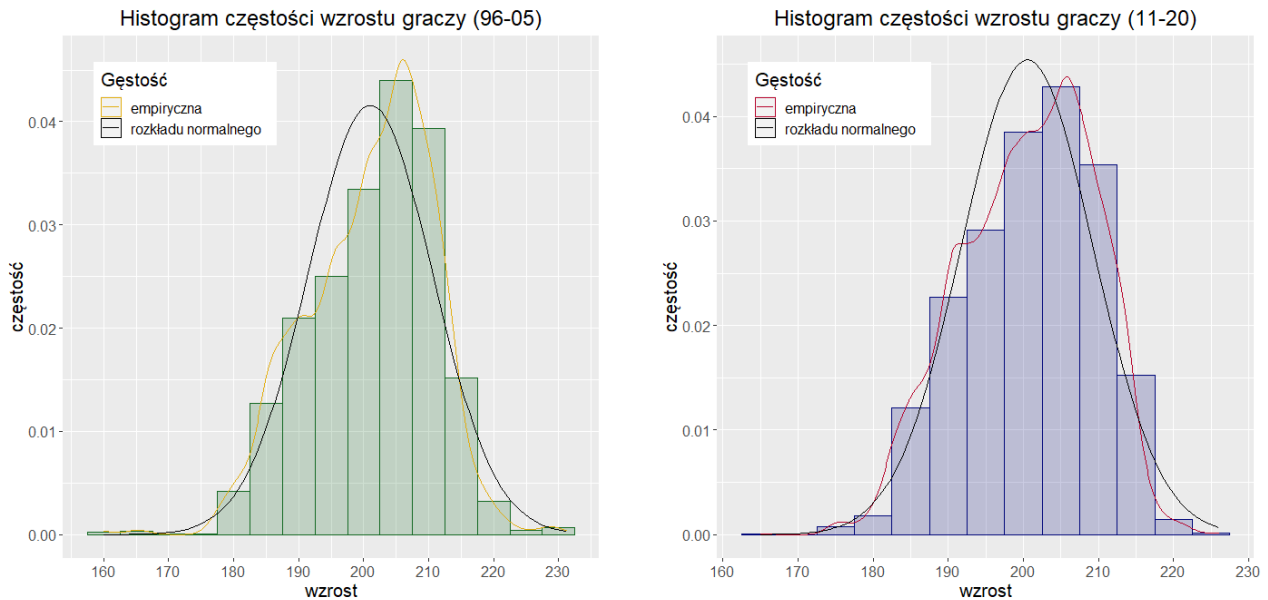 Histogram częstości wzrostu graczy (96-05)
Gęstość
empiryczna
rozkładu normalnego
częstość
0.04
0.03
0.02
0.01
0.00
160 170 180 190 200 210 220 230
wzrost
Histogram częstości wzrostu graczy (11-20)
Gęstość
empiryczna
rozkładu normalnego
częstość
0.04
0.03
0.02
0.01
0.00
160 170 180 190 200 210 220 230
wzrost